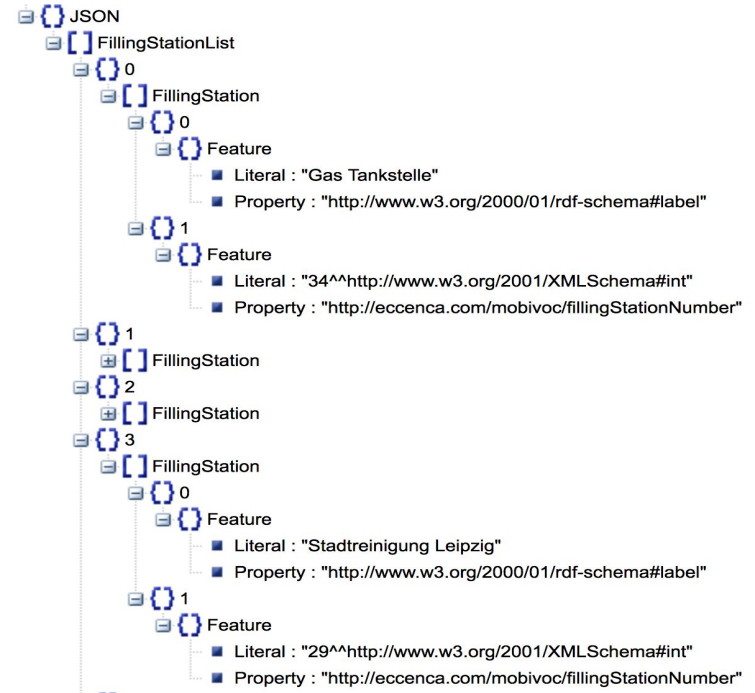 {} JSON
[ ] FillingStationList
{} 0
[ ] FillingStation
{} 0
{} Feature
Literal : "Gas Tankstelle"
Property : "http://www.w3.org/2000/01/rdf-schema#label"
{} 1
{} Feature
Literal : "34^^http://www.w3.org/2001/XMLSchema#int"
Property : "http://eccenca.com/mobivoc/fillingStationNumber"
{} 1
[ ] FillingStation
{} 2
[ ] FillingStation
{} 3
[ ] FillingStation
{} 0
{} Feature
Literal : "Stadtreinigung Leipzig"
Property : "http://www.w3.org/2000/01/rdf-schema#label"
{} 1
{} Feature
Literal : "29^^http://www.w3.org/2001/XMLSchema#int"
Property : "http://eccenca.com/mobivoc/fillingStationNumber"